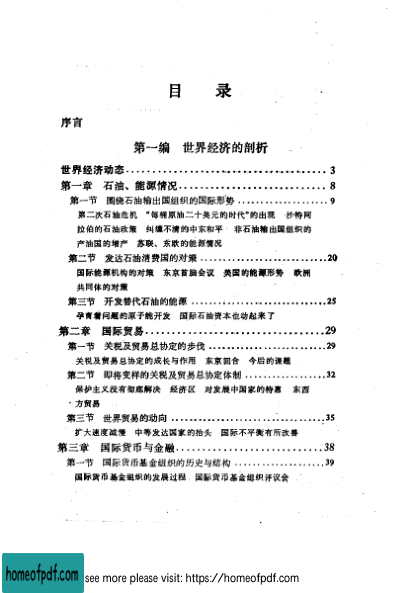 目 录
序言
第一编 世界经济的剖析
世界经济动态 3
第一章 石油、能源情况 8
第一节 围绕石油输出国组织的国际形势 9
第二次石油危机 “每桶原油二十美元的时代”的出现 沙特阿
拉伯的石油政策 纠缠不清的中东和平 非石油输出国组织的
产油国的增产 苏联、东欧的能源情况
第二节 发达石油消费国的对策 20
国际能源机构的对策 东京首脑会议 美国的能源形势 欧洲
共同体的对策
第三节 开发替代石油的能源 25
孕育着问题的原子能开发 国际石油资本也动起来了
第二章 国际贸易 29
第一节 关税及贸易总协定的步伐 29
关税及贸易总协定的成长与作用 东京回合 今后的课题
第二节 即将变样的关税及贸易总协定体制 32
保护主义没有彻底解决 经济区 对发展中国家的特惠 东西
方贸易
第三节 世界贸易的动向 35
扩大速度减慢 中等发达国家的抬头 国际不平衡有所改善
第三章 国际货币与金融 38
第一节 国际货币基金组织的历史与结构 39
国际货币基金组织的发展过程 国际货币基金组织评议会
homeofpdf.com
see more please visit: https://homeofpdf.com